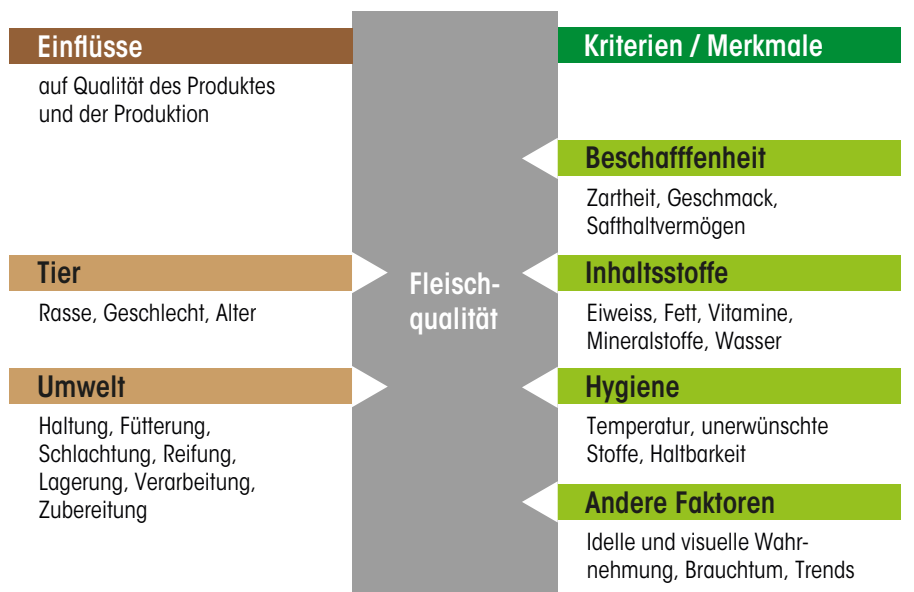 Einflüsse
auf Qualität des Produktes
und der Produktion
Tier
Rasse, Geschlecht, Alter
Umwelt
Haltung, Fütterung,
Schlachtung, Reifung,
Lagerung, Verarbeitung,
Zubereitung
Fleisch-
qualität
Kriterien / Merkmale
Beschafffenheit
Zartheit, Geschmack,
Safthaltvermögen
Inhaltsstoffe
Eiweiss, Fett, Vitamine,
Mineralstoffe, Wasser
Hygiene
Temperatur, unerwünschte
Stoffe, Haltbarkeit
Andere Faktoren
Idelle und visuelle Wahr-
nehmung, Brauchtum, Trends